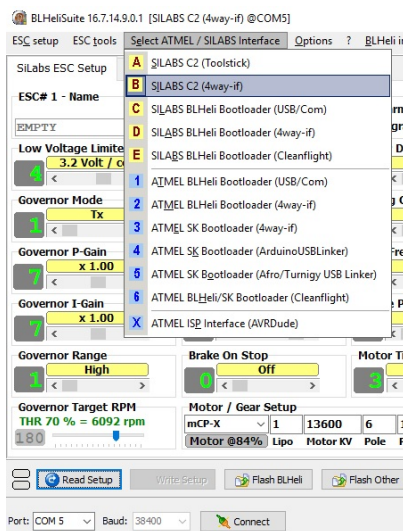 BLHeliSuite 16.7.14.9.0.1 [SILABS C2 (4way-if) @COM5]
ESC setup ESC tools Select ATMEL / SILABS Interface Options ? BLHeli
SiLabs ESC Setup
A SILABS C2 (Toolstick)
B SILABS C2 (4way-if)
C SILABS BLHeli Bootloader (USB/Com)
D SILABS BLHeli Bootloader (4way-if)
E SILABS BLHeli Bootloader (Cleanflight)
1 ATMEL BLHeli Bootloader (USB/Com)
2 ATMEL BLHeli Bootloader (4way-if)
3 ATMEL SK Bootloader (4way-if)
4 ATMEL SK Bootloader (ArduinoUSBLinker)
5 ATMEL SK Bootloader (Afro/Turnigy USB Linker)
6 ATMEL BLHeli/SK Bootloader (Cleanflight)
X ATMEL ISP Interface (AVRDude)
ESC# 1 - Name
EMPTY
Low Voltage Limite
4 3.2 Volt / c
Governor Mode
1 Tx
Governor P-Gain
7 x 1.00
Governor I-Gain
7 x 1.00
Governor Range Brake On Stop Motor Ti
1 High 0 Off 3
Governor Target RPM Motor / Gear Setup
THR 70 % = 6092 rpm mCP-X 1 13600 6
180 Motor @84% Lipo Motor KV Pole
Read Setup Write Setup Flash BLHeli Flash Other
Port: COM 5 Baud: 38400 Connect